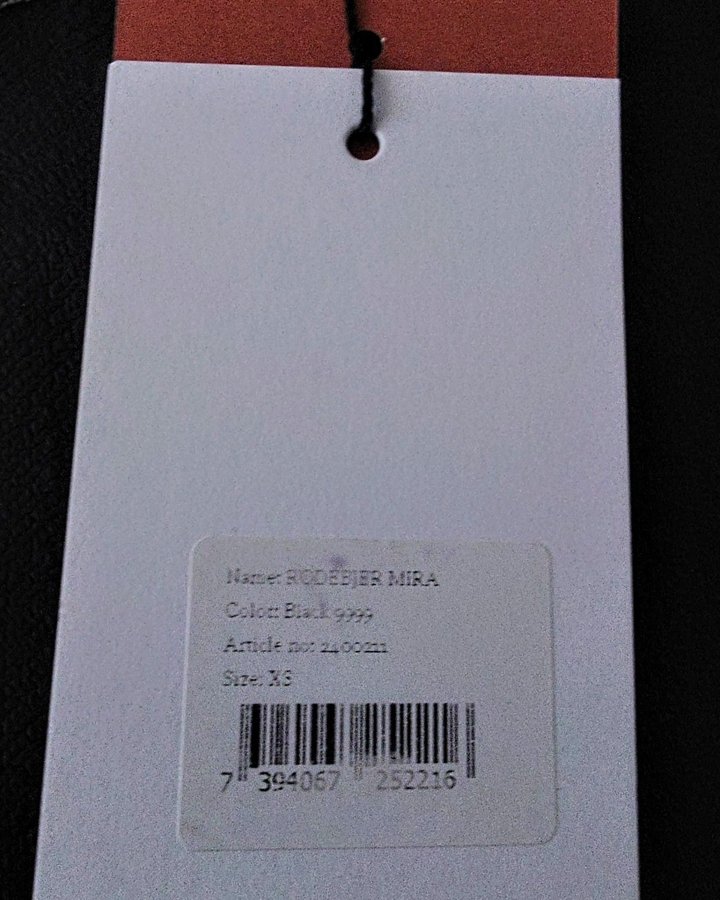 Name: RODEBJER MIRA
Color: Black 9999
Article no: 2400211
Size: XS
7 394067 252216